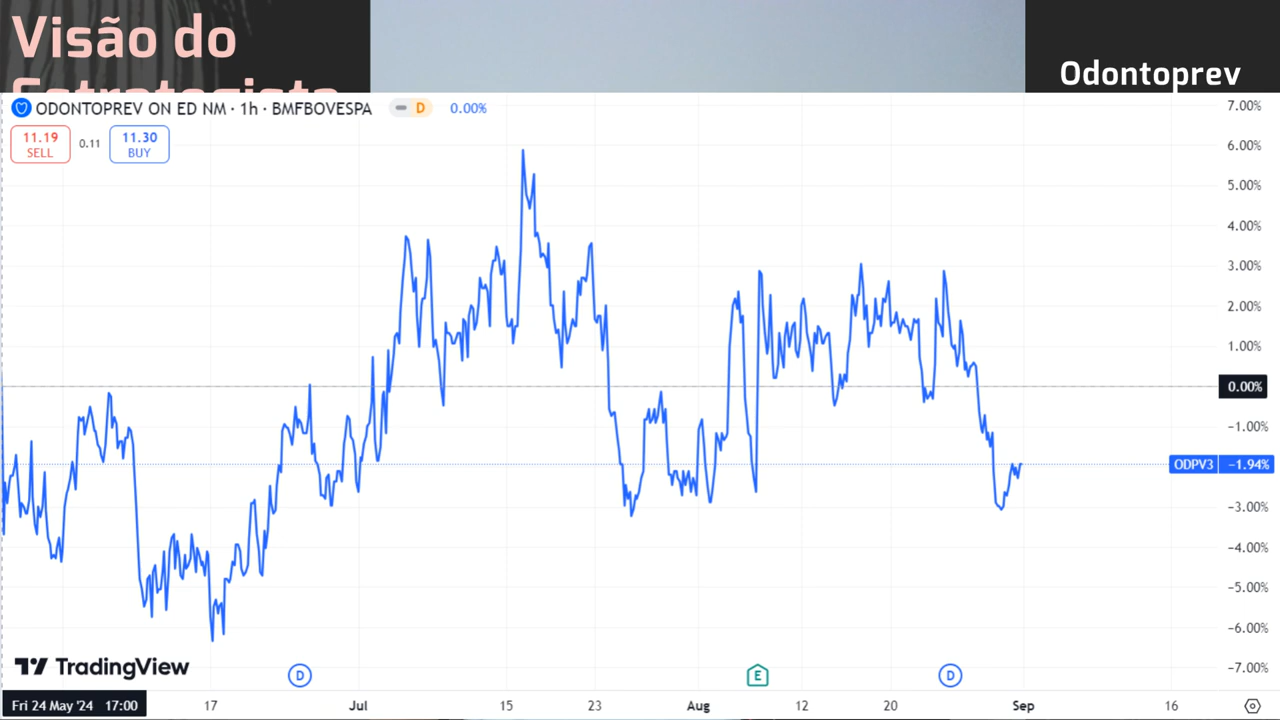 Visão do
Estrategista
Odontoprev
ODONTOPREV ON ED NM · 1h · BMFBOVESPA
D
0.00%
11.19
SELL
0.11
11.30
BUY
7.00%
6.00%
5.00%
4.00%
3.00%
2.00%
1.00%
0.00%
−1.00%
ODPV3 −1.94%
−3.00%
−4.00%
−5.00%
−6.00%
−7.00%
TradingView
D
E
D
Fri 24 May '24 17:00
17
Jul
15
23
Aug
12
20
Sep
16